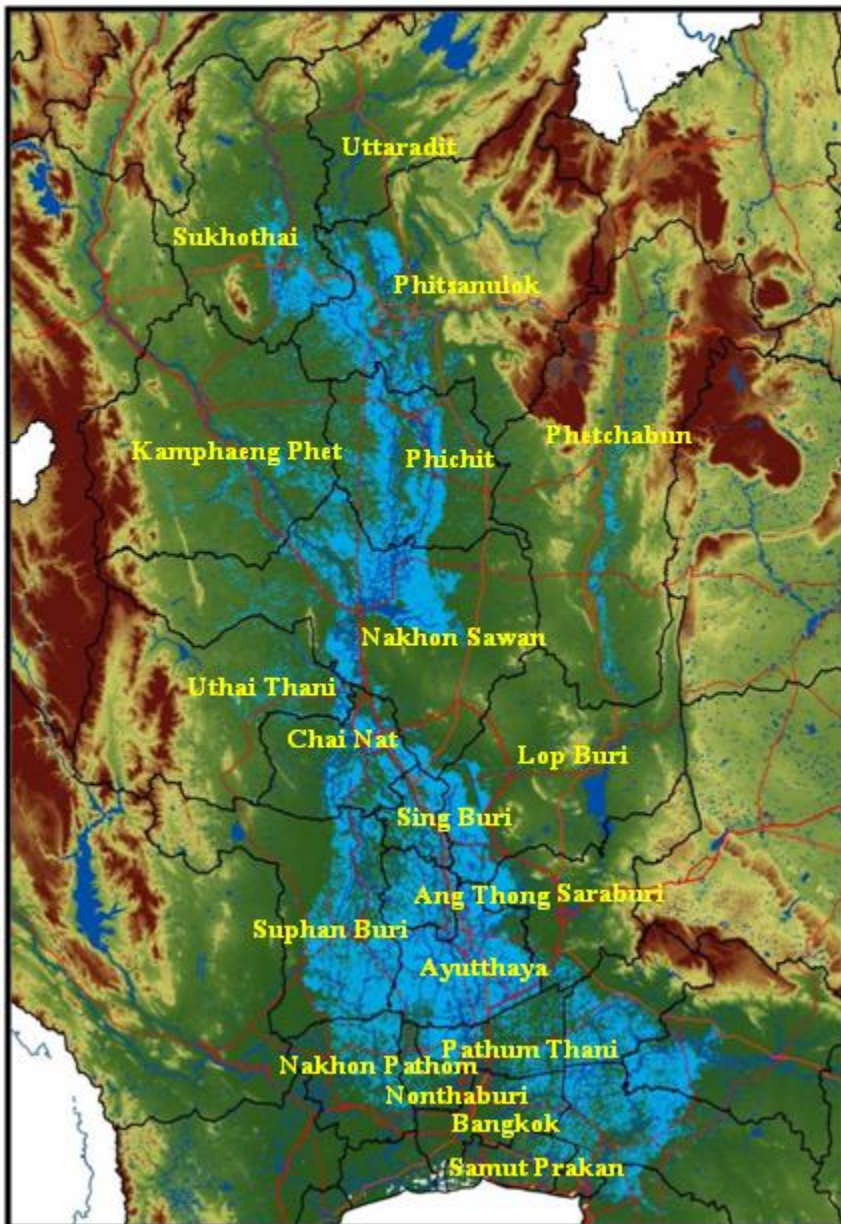 Uttaradit
Sukhothai
Phitsanulok
Phetchabun
Kamphaeng Phet
Phichit
Nakhon Sawan
Uthai Thani
Chai Nat
Lop Buri
Sing Buri
Ang Thong
Saraburi
Suphan Buri
Ayutthaya
Pathum Thani
Nakhon Pathom
Nonthaburi
Bangkok
Samut Prakan